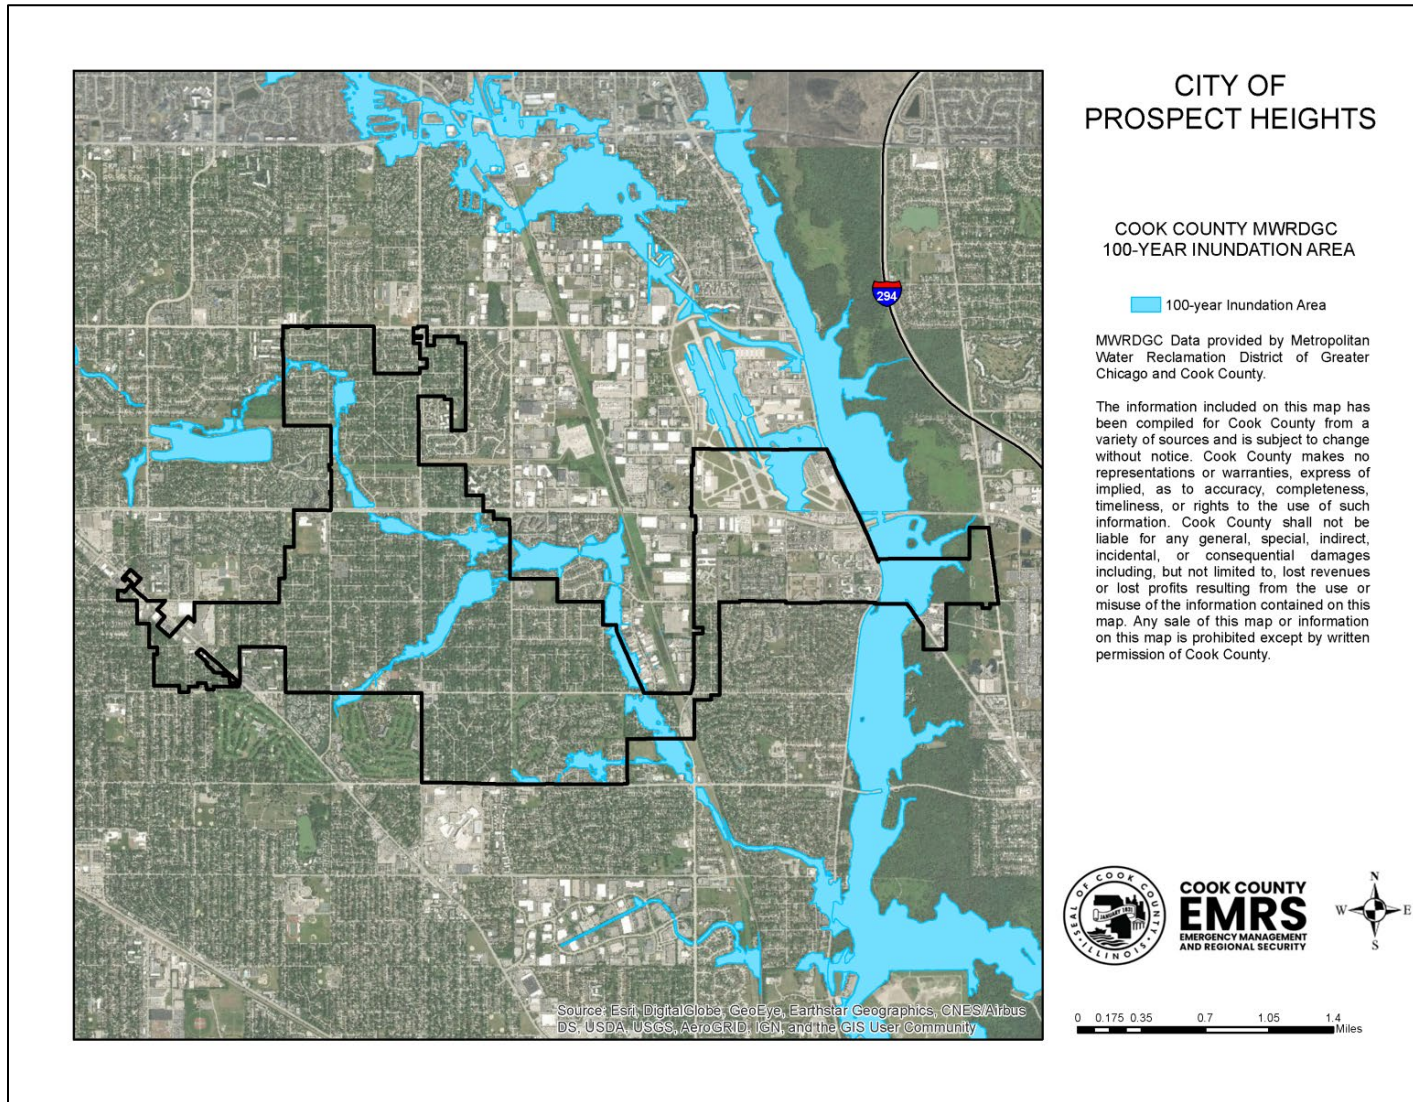 CITY OF
PROSPECT HEIGHTS
COOK COUNTY MWRDGC
100-YEAR INUNDATION AREA
100-year Inundation Area
MWRDGC Data provided by Metropolitan
Water Reclamation District of Greater
Chicago and Cook County.
The information included on this map has
been compiled for Cook County from a
variety of sources and is subject to change
without notice. Cook County makes no
representations or warranties, express of
implied, as to accuracy, completeness,
timeliness, or rights to the use of such
information. Cook County shall not be
liable for any general, special, indirect,
incidental, or consequential damages
including, but not limited to, lost revenues
or lost profits resulting from the use or
misuse of the information contained on this
map. Any sale of this map or information
on this map is prohibited except by written
permission of Cook County.
294
SEAL OF COOK COUNTY
JANUARY 1831
ILLINOIS
COOK COUNTY
EMRS
EMERGENCY MANAGEMENT
AND REGIONAL SECURITY
N
W E
S
0 0.175 0.35 0.7 1.05 1.4
Miles
Source: Esri, DigitalGlobe, GeoEye, Earthstar Geographics, CNES/Airbus
DS, USDA, USGS, AeroGRID, IGN, and the GIS User Community